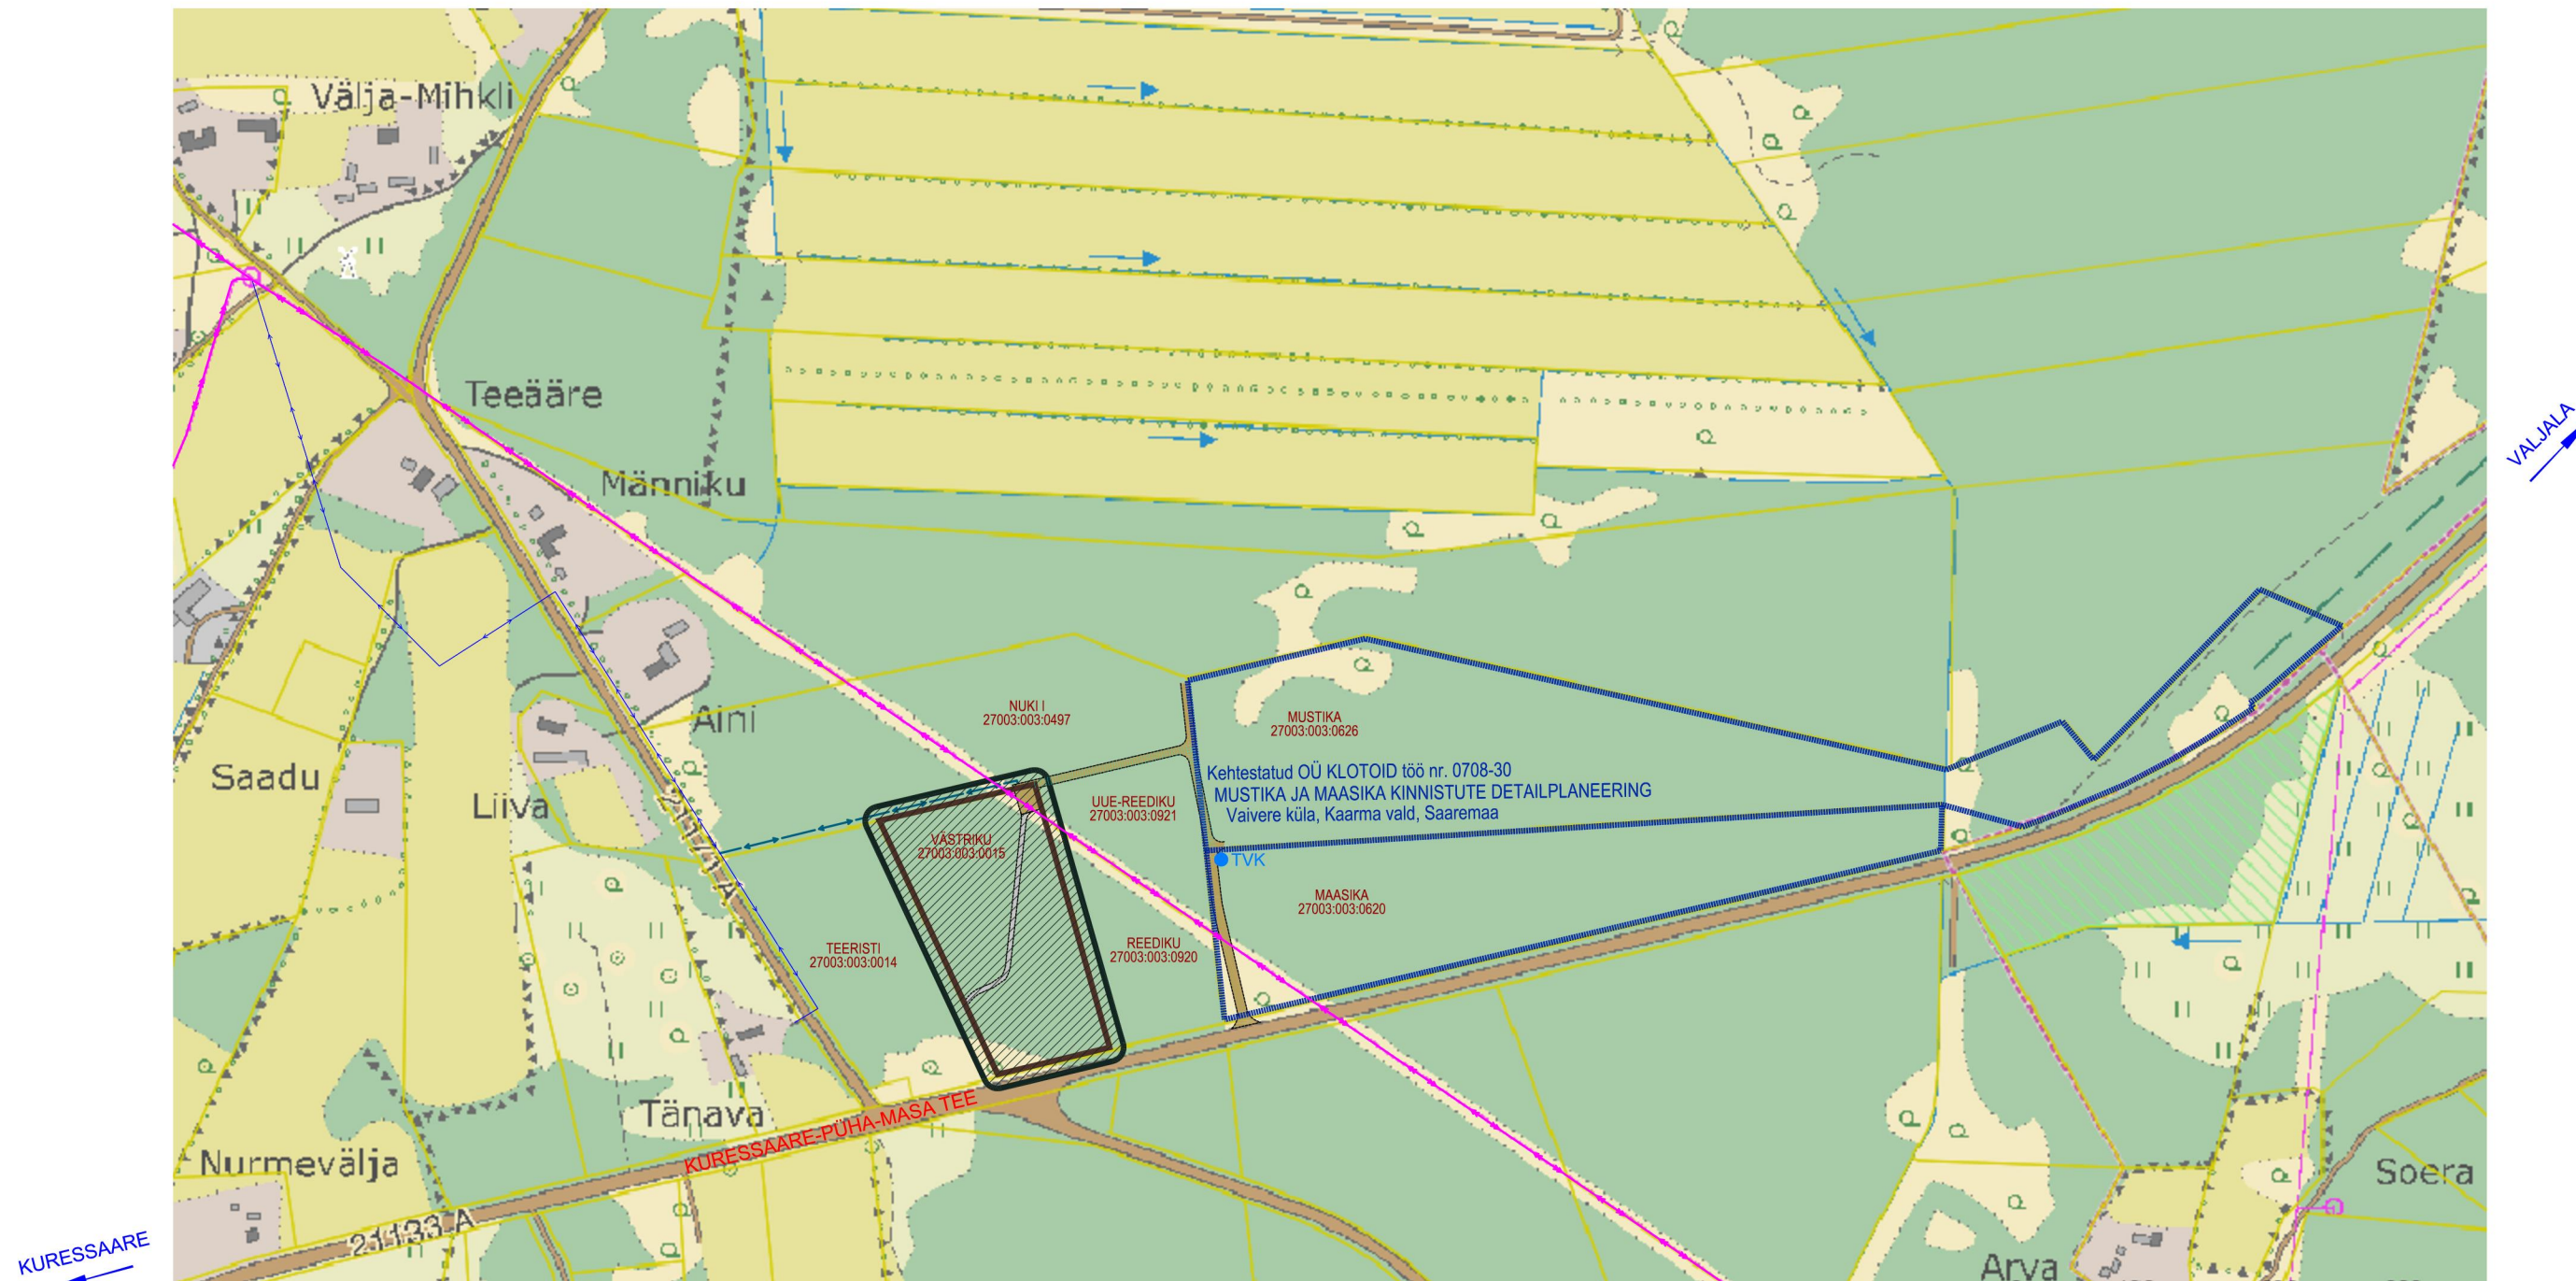 Välja-Mihkli
Teeääre
Männiku
VALJALA
Aini
NUKI I
27003:003:0497
MUSTIKA
27003:003:0626
Saadu
Liiva
Kehtestatud OÜ KLOTOID töö nr. 0708-30
MUSTIKA JA MAASIKA KINNISTUTE DETAILPLANEERING
Vaivere küla, Kaarma vald, Saaremaa
UUE-REEDIKU
27003:003:0921
VÄSTRIKU
27003:003:0015
TVK
MAASIKA
27003:003:0620
TEERISTI
27003:003:0014
REEDIKU
27003:003:0920
Tänava
KURESSAARE-PÜHA-MASA TEE
Nurmevälja
Soera
21133 A
KURESSAARE
Arva